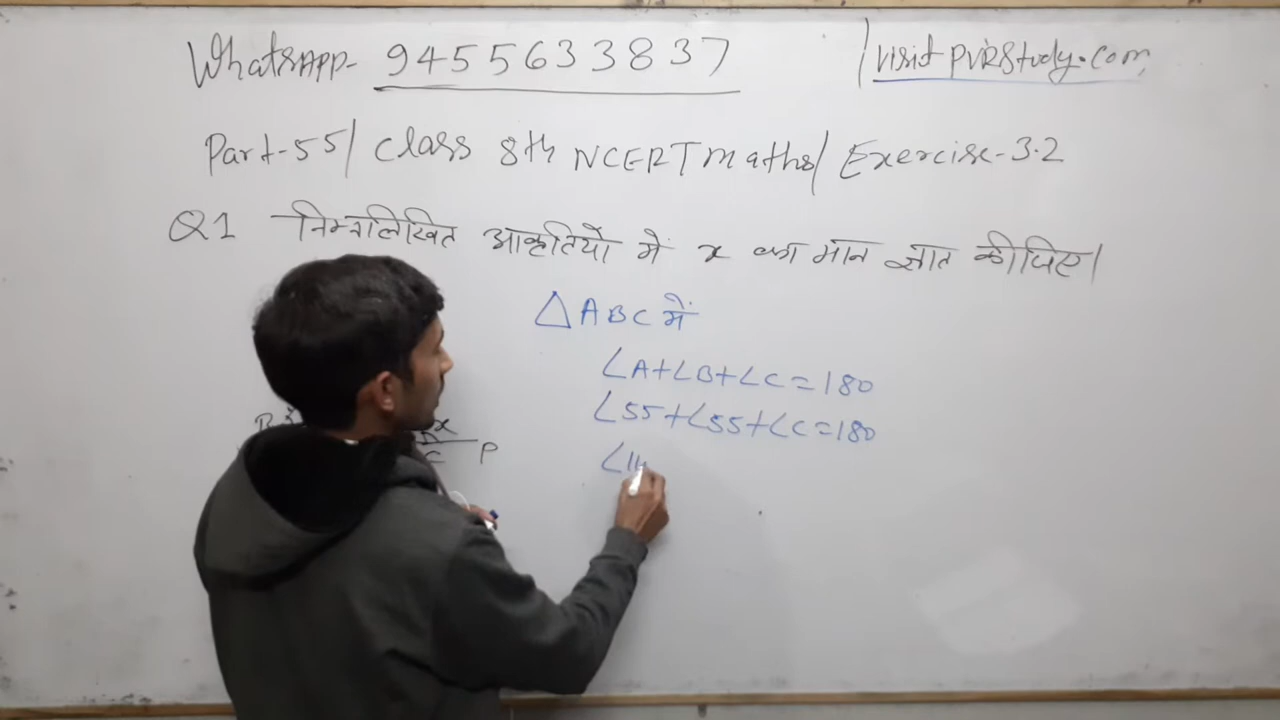 WhatsAPP- 9455633837 / visit PVRStudy.com
Part-55/ Class 8th NCERT maths/ Exercise-3.2
Q1 निम्नलिखित आकृतियों में x का मान ज्ञात कीजिए।
△ABC में
∠A+∠B+∠C=180
∠55+∠55+∠C=180
∠11
B x
C P